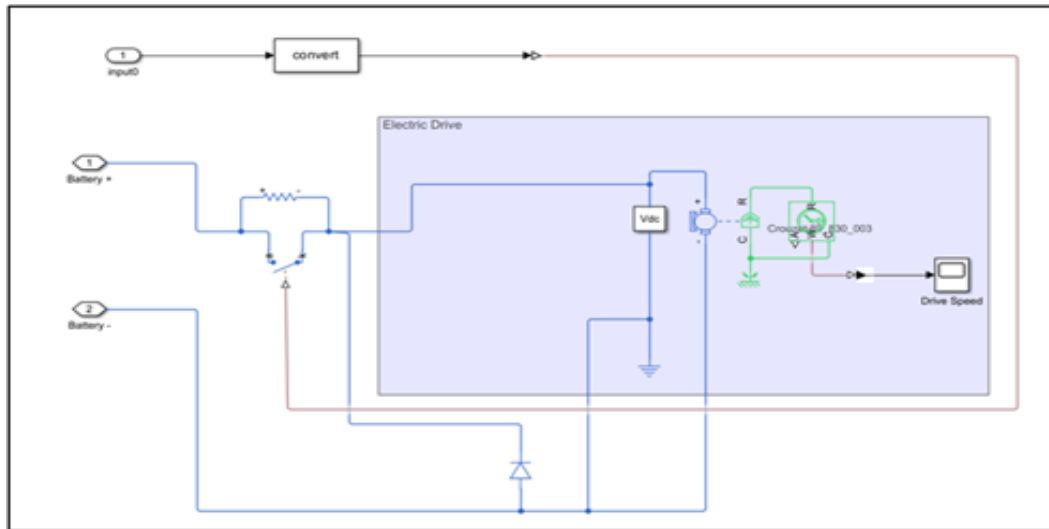 1
convert
input0
Electric Drive
1
Battery +
+ -
R
R
Vdc
+
-
C
A
W
C
Drive Speed
2
Battery -